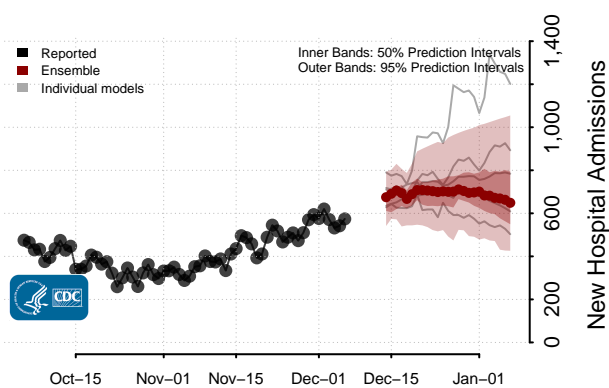 Reported
Ensemble
Individual models
Inner Bands: 50% Prediction Intervals
Outer Bands: 95% Prediction Intervals
1,400
1,000
600
200
0
New Hospital Admissions
CDC
Oct–15
Nov–01
Nov–15
Dec–01
Dec–15
Jan–01